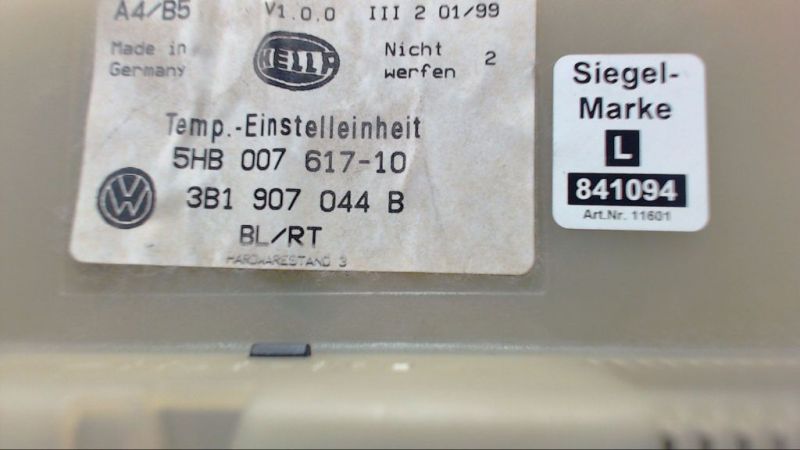 A4/B5 V1.0.0 III 2 01/99
Made in
Germany
HELLA
Nicht
werfen 2
Temp.-Einstelleinheit
5HB 007 617-10
VW
3B1 907 044 B
BL/RT
HARDWARESTAND 3
Siegel-
Marke
L
841094
Art.Nr. 11601